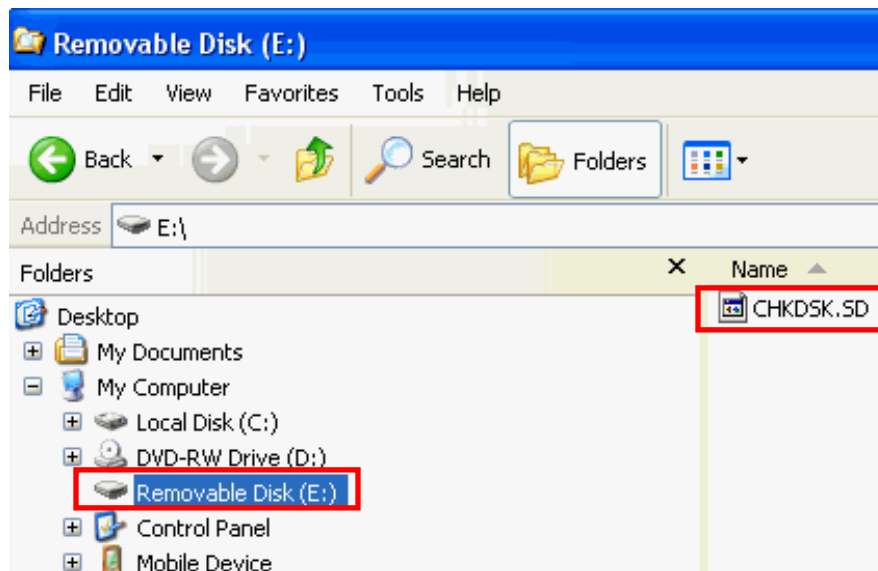 Removable Disk (E:)
File Edit View Favorites Tools Help
Back Search Folders
Address E:\
Folders X Name
CHKDSK.SD
Desktop
My Documents
My Computer
Local Disk (C:)
DVD-RW Drive (D:)
Removable Disk (E:)
Control Panel
Mobile Device